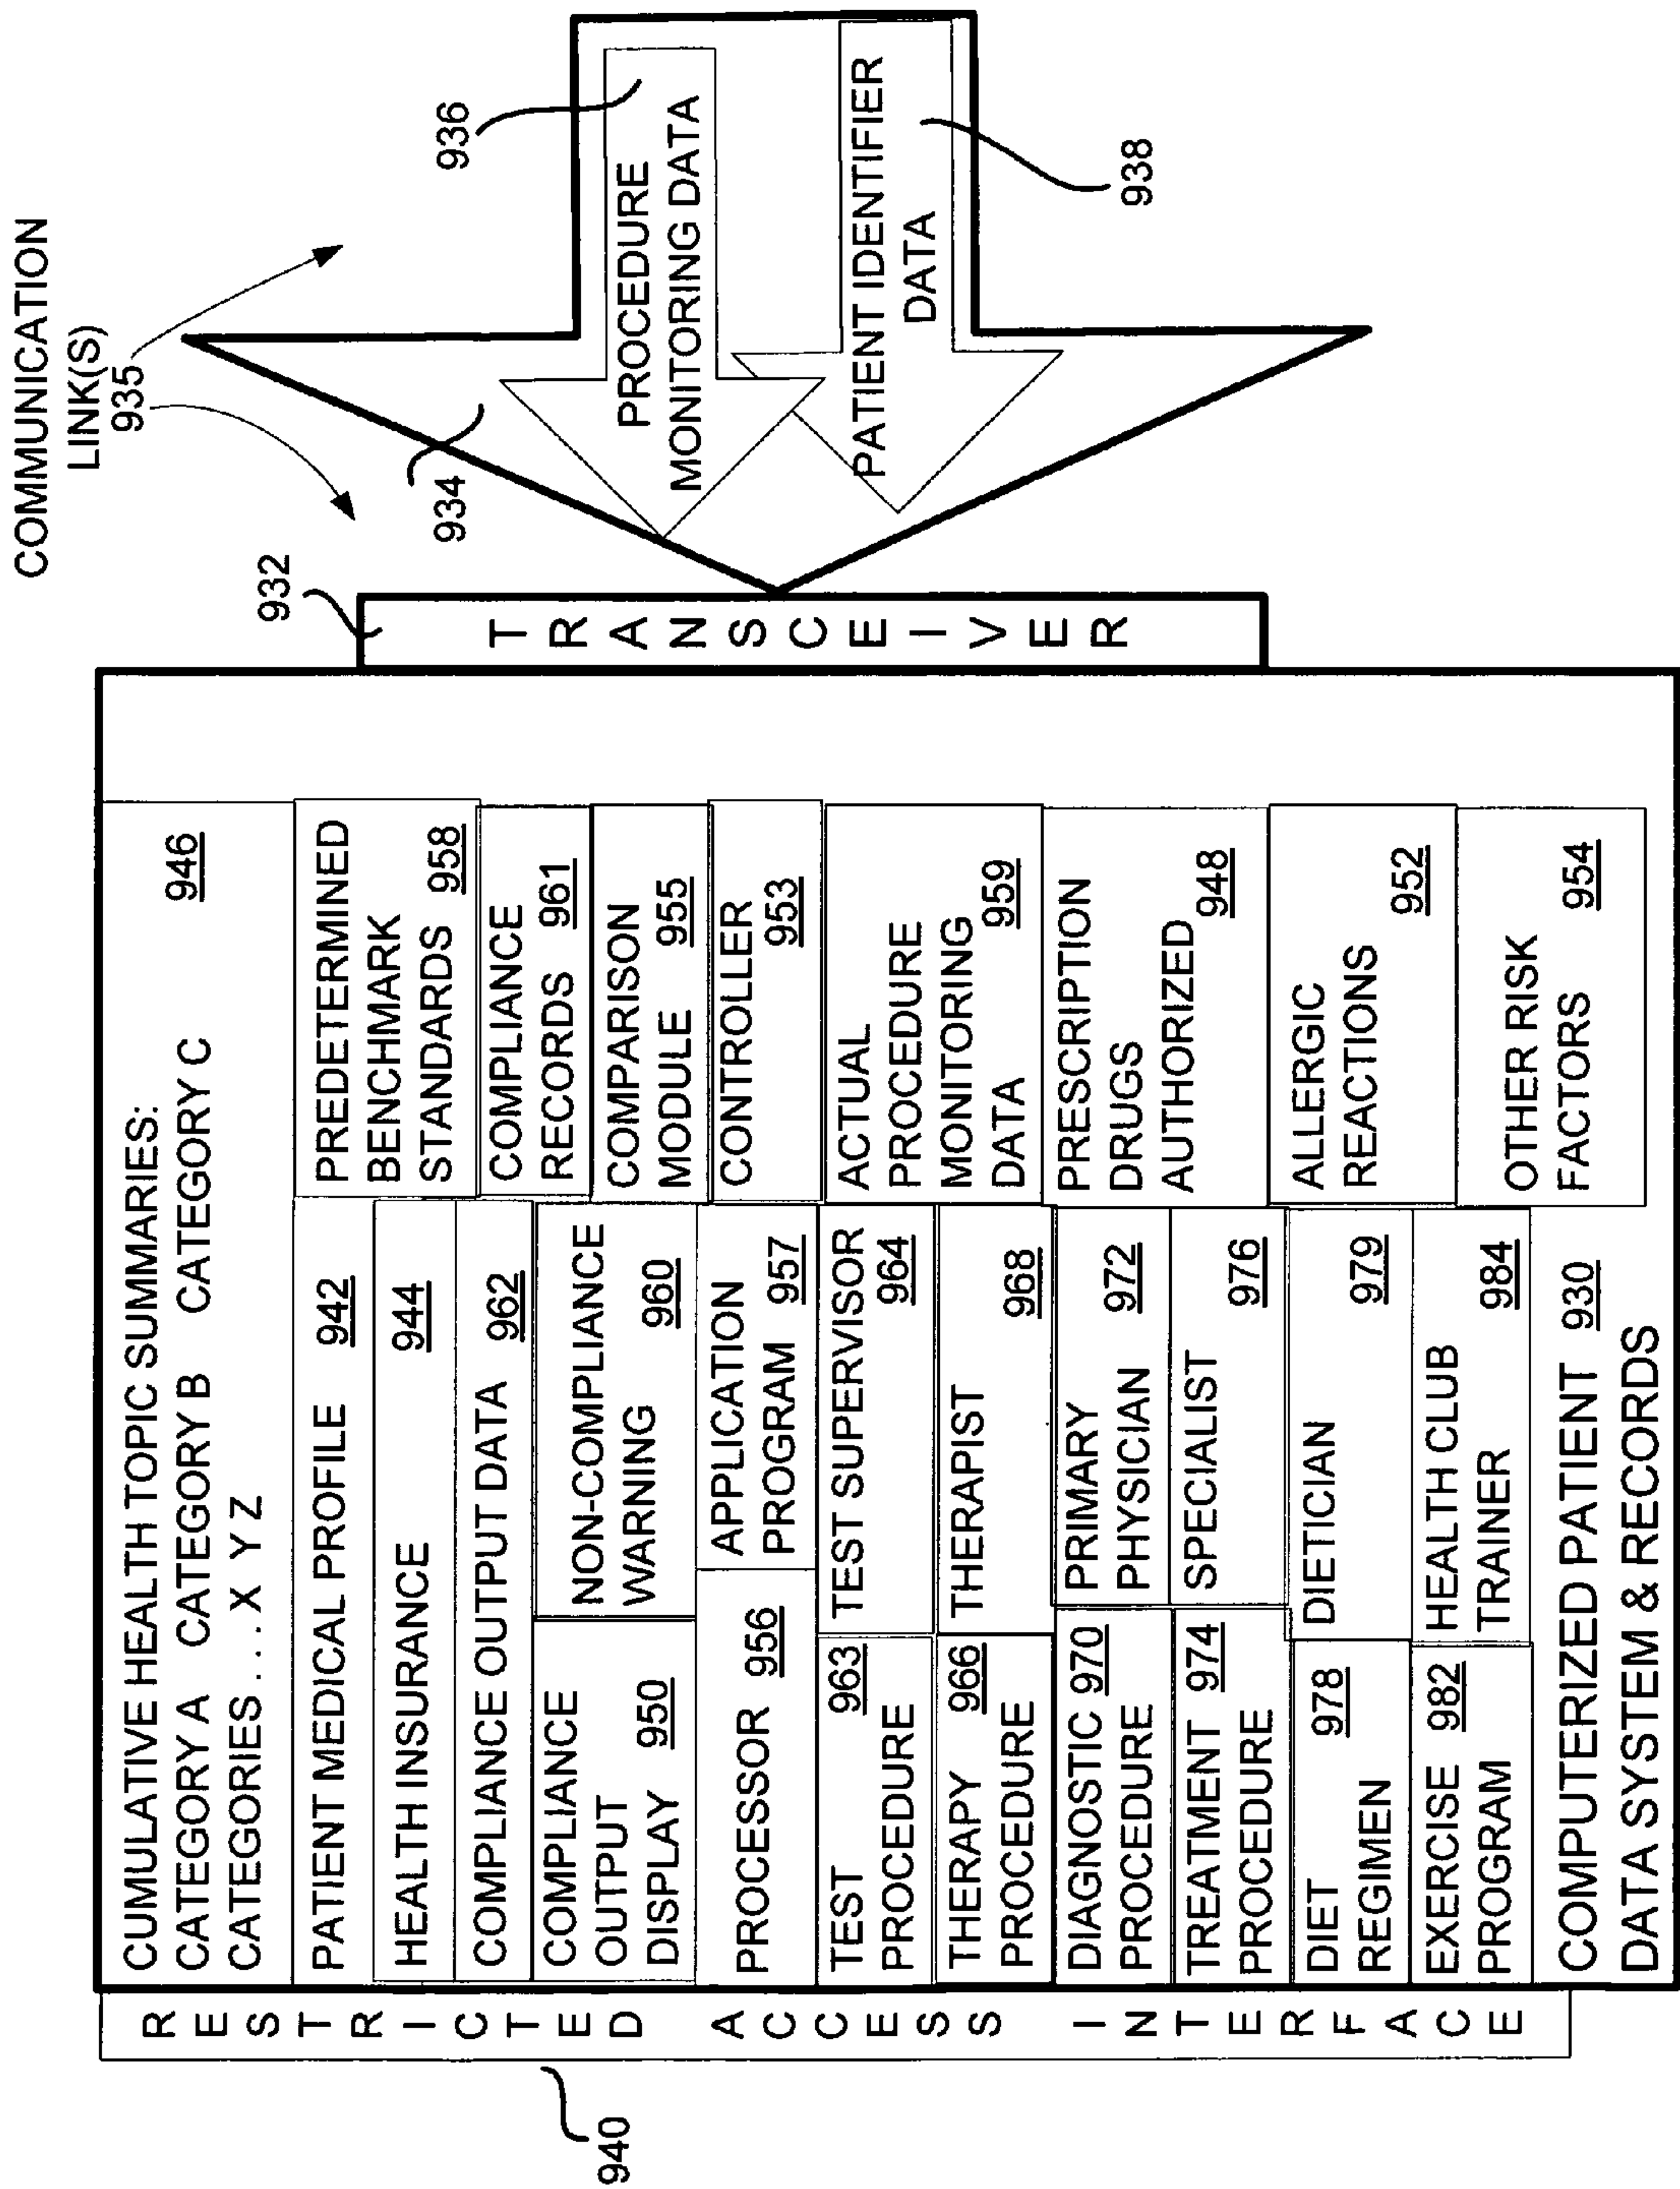 COMMUNICATION
LINK(S)
935
936
934
PROCEDURE
MONITORING DATA
PATIENT IDENTIFIER
DATA
938
932
TRANSCEIVER
CUMULATIVE HEALTH TOPIC SUMMARIES:
CATEGORY A CATEGORY B CATEGORY C
CATEGORIES . . . X Y Z
946
PATIENT MEDICAL PROFILE 942
HEALTH INSURANCE 944
COMPLIANCE OUTPUT DATA 962
COMPLIANCE
OUTPUT
DISPLAY 950
NON-COMPLIANCE
WARNING 960
PROCESSOR 956
APPLICATION
PROGRAM 957
TEST 963
PROCEDURE
TEST SUPERVISOR
964
THERAPY 966
PROCEDURE
THERAPIST
968
DIAGNOSTIC 970
PROCEDURE
PRIMARY
PHYSICIAN 972
TREATMENT 974
PROCEDURE
SPECIALIST
976
DIET 978
REGIMEN
DIETICIAN
979
EXERCISE 982
PROGRAM
HEALTH CLUB
TRAINER 984
PREDETERMINED
BENCHMARK
STANDARDS 958
COMPLIANCE
RECORDS 961
COMPARISON
MODULE 955
CONTROLLER
953
ACTUAL
PROCEDURE
MONITORING
DATA 959
PRESCRIPTION
DRUGS
AUTHORIZED 948
ALLERGIC
REACTIONS 952
OTHER RISK
FACTORS 954
COMPUTERIZED PATIENT 930
DATA SYSTEM & RECORDS
RESTRICTED ACCESS INTERFACE
940